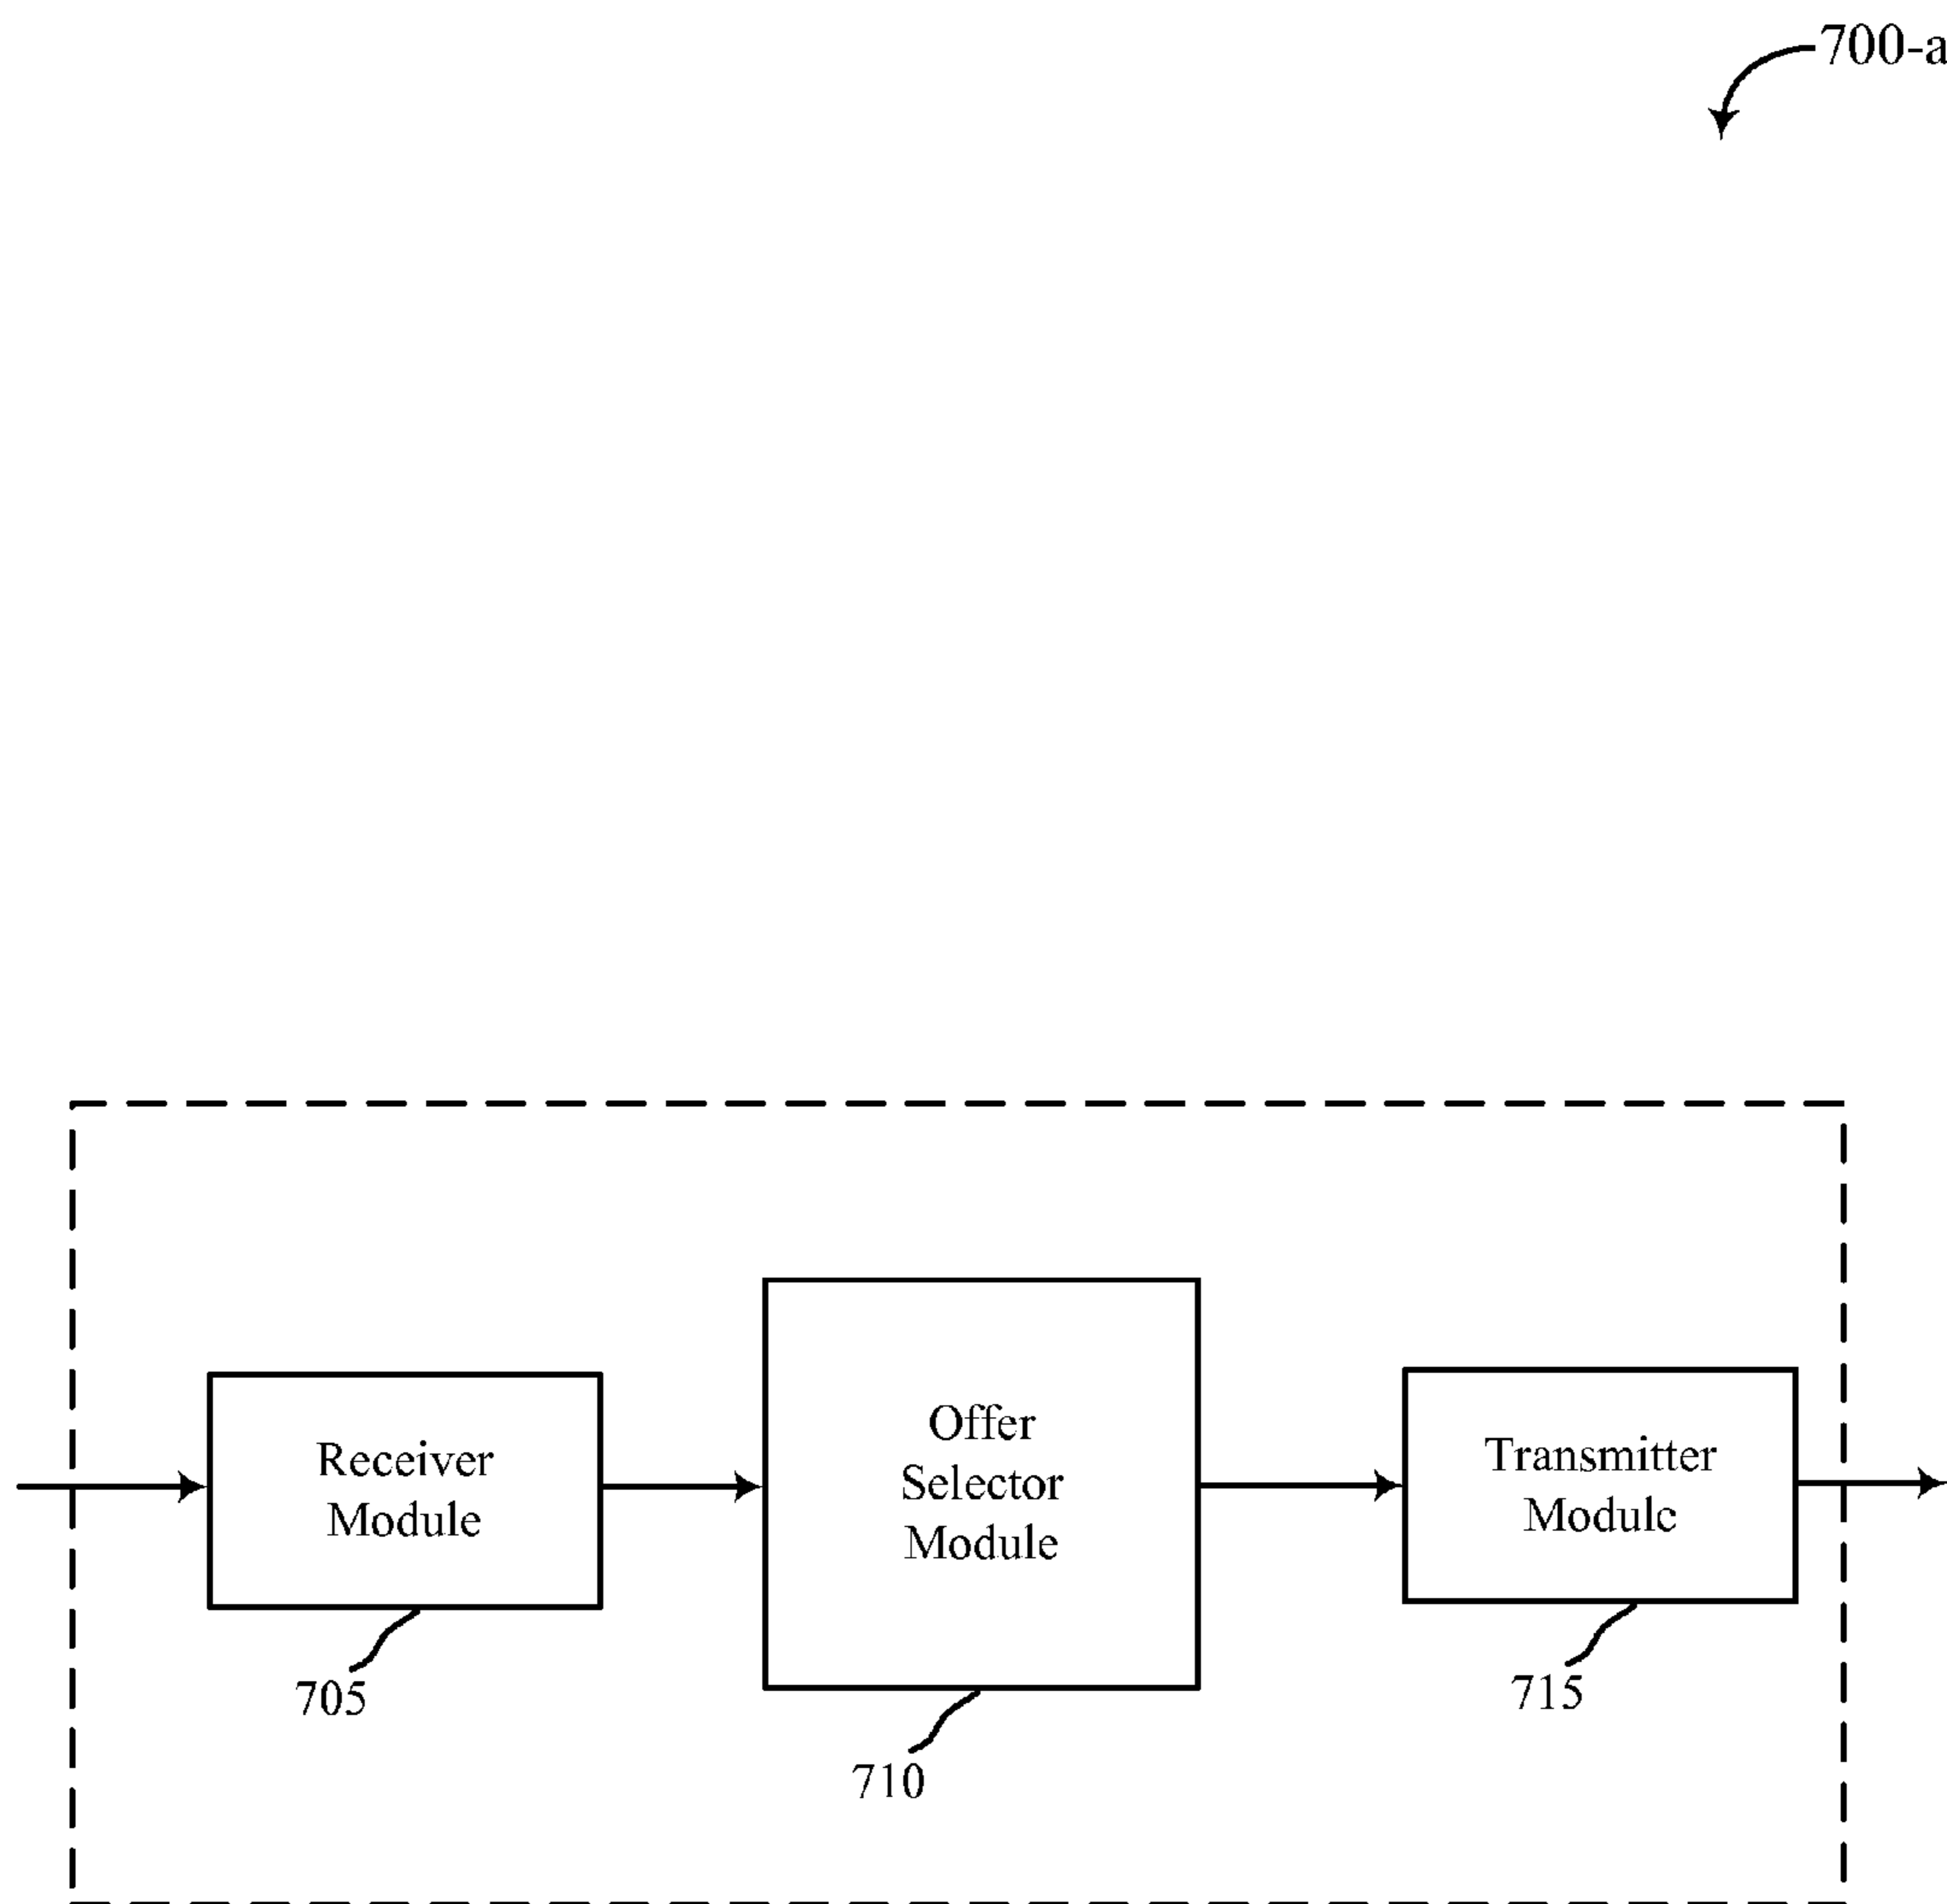 700-a
Receiver
Module
Offer
Selector
Module
Transmitter
Module
705
710
715